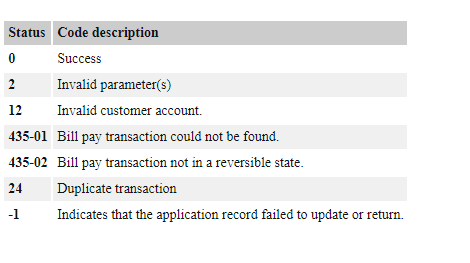 Status Code description
0 Success
2 Invalid parameter(s)
12 Invalid customer account.
435-01 Bill pay transaction could not be found.
435-02 Bill pay transaction not in a reversible state.
24 Duplicate transaction
-1 Indicates that the application record failed to update or return.